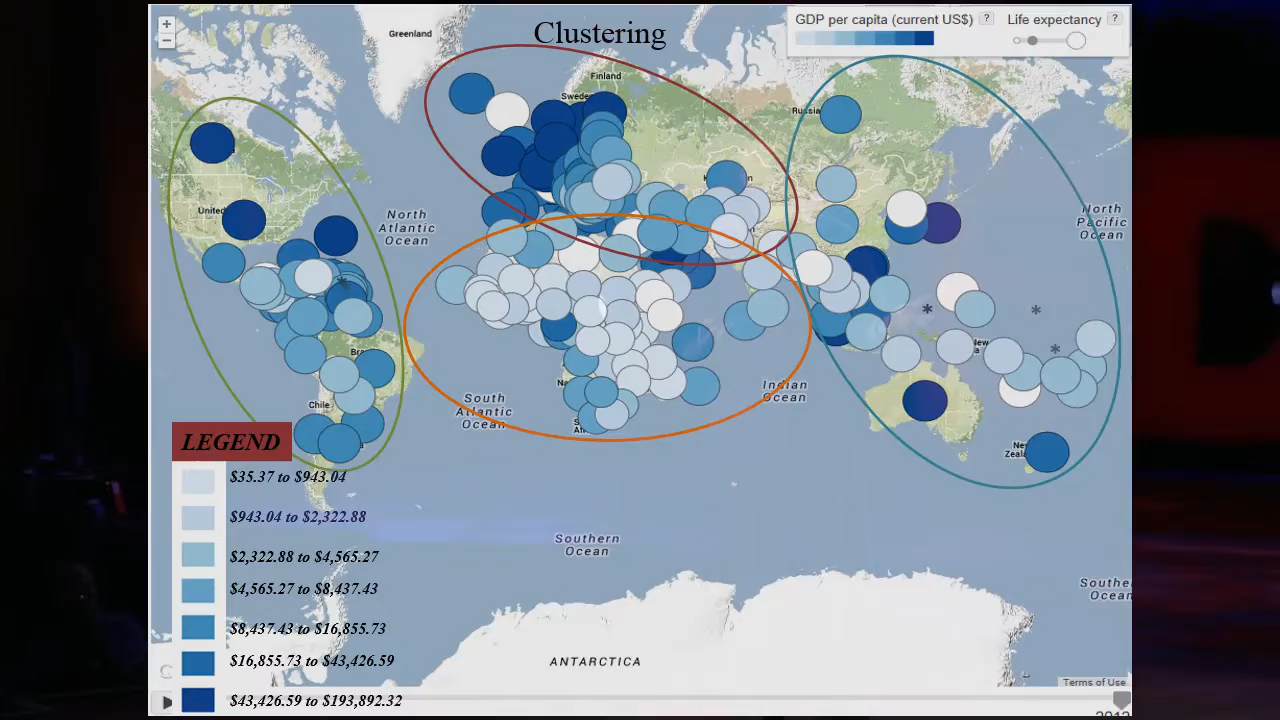 Clustering
GDP per capita (current US$) ? Life expectancy ?
+
−
Greenland
Finland
Russia
United
North
Atlantic
Ocean
North
Pacific
Ocean
Chile
South
Atlantic
Ocean
Indian
Ocean
New
LEGEND
$35.37 to $943.04
$943.04 to $2,322.88
$2,322.88 to $4,565.27
$4,565.27 to $8,437.43
$8,437.43 to $16,855.73
$16,855.73 to $43,426.59
$43,426.59 to $193,892.32
Southern
Ocean
ANTARCTICA
Terms of Use